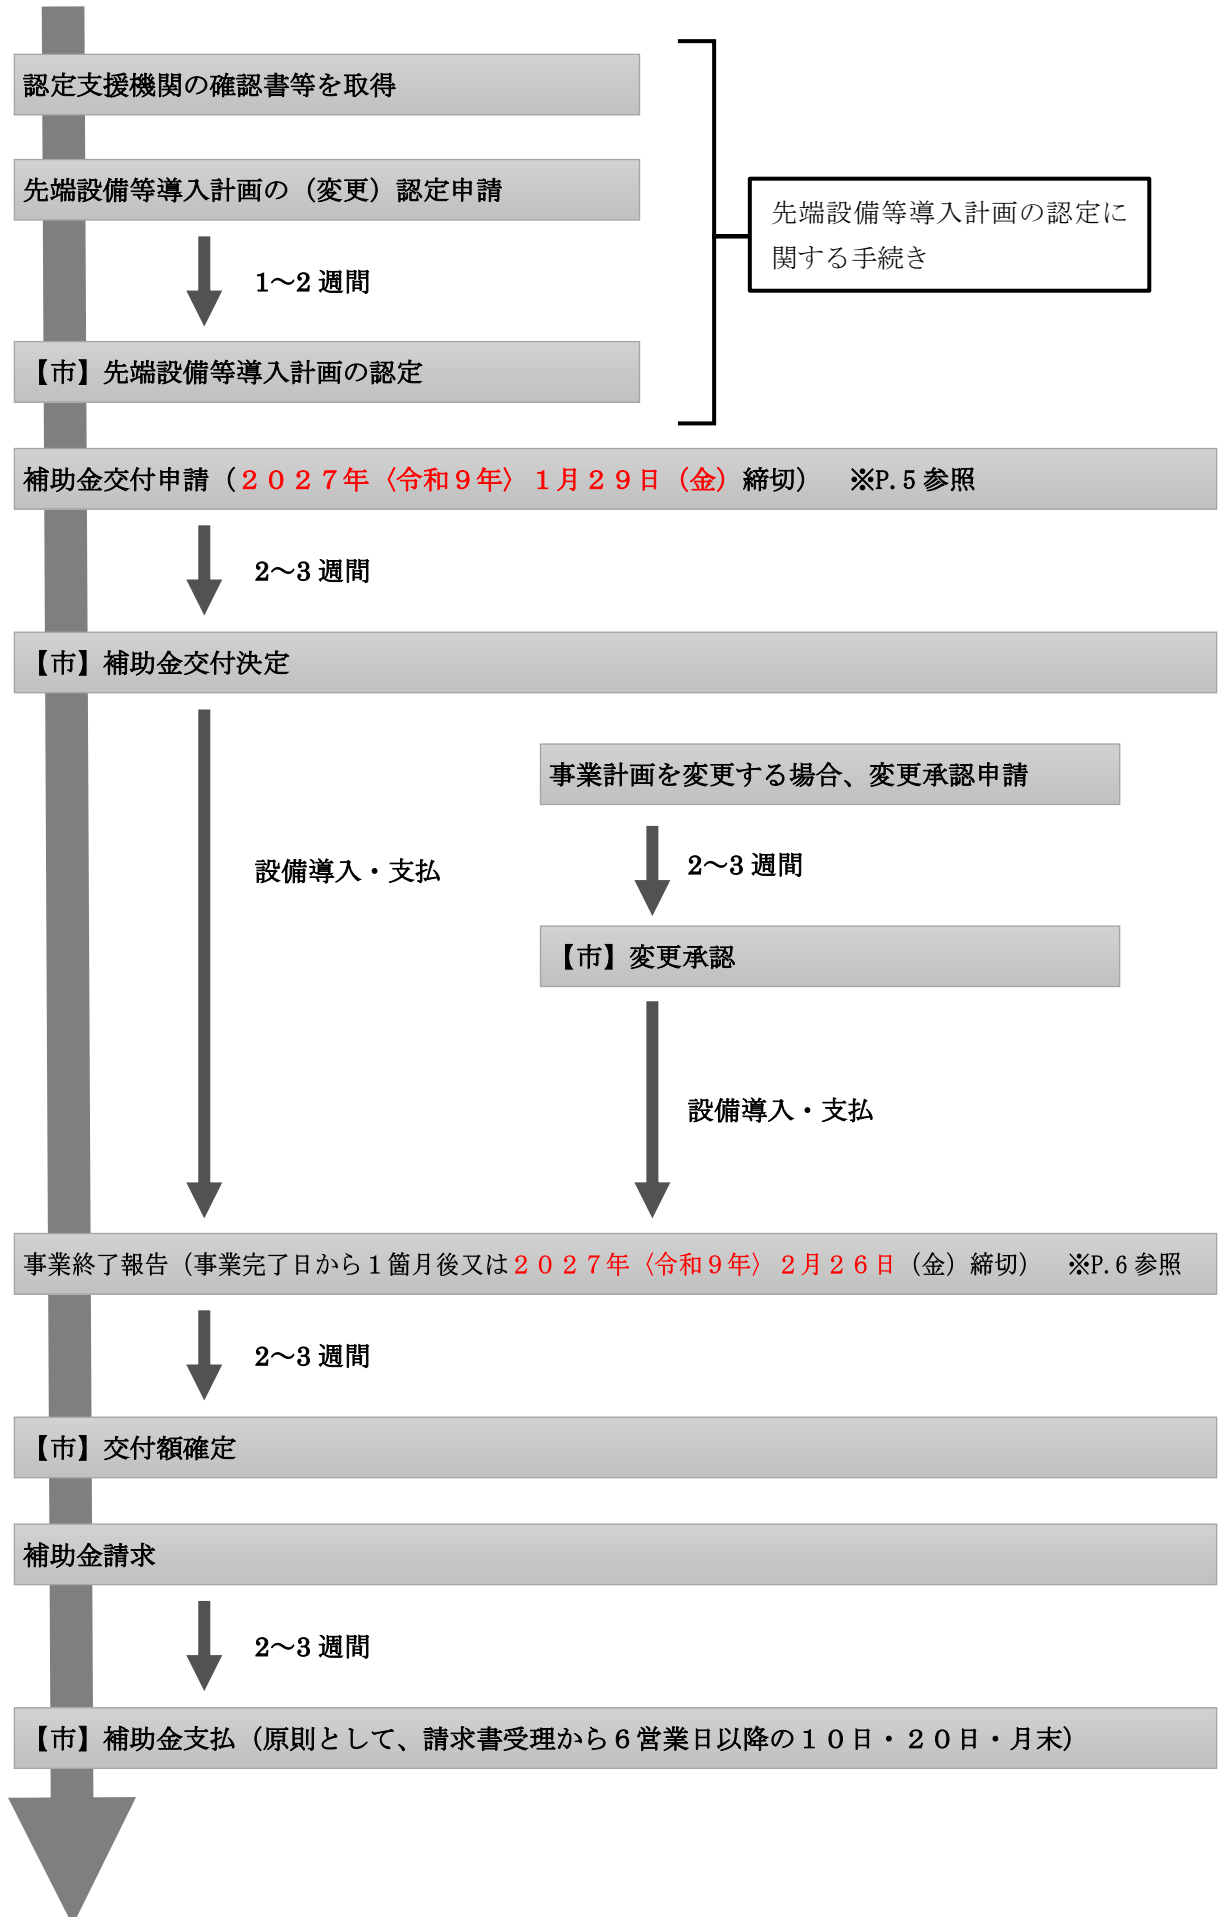 認定支援機関の確認書等を取得
先端設備等導入計画の（変更）認定申請
先端設備等導入計画の認定に
関する手続き
1～2 週間
【市】先端設備等導入計画の認定
補助金交付申請（２０２７年〈令和９年〉１月２９日（金）締切）　※P.5 参照
2～3 週間
【市】補助金交付決定
事業計画を変更する場合、変更承認申請
設備導入・支払
2～3 週間
【市】変更承認
設備導入・支払
事業終了報告（事業完了日から１箇月後又は２０２７年〈令和９年〉２月２６日（金）締切）　※P.6 参照
2～3 週間
【市】交付額確定
補助金請求
2～3 週間
【市】補助金支払（原則として、請求書受理から６営業日以降の１０日・２０日・月末）